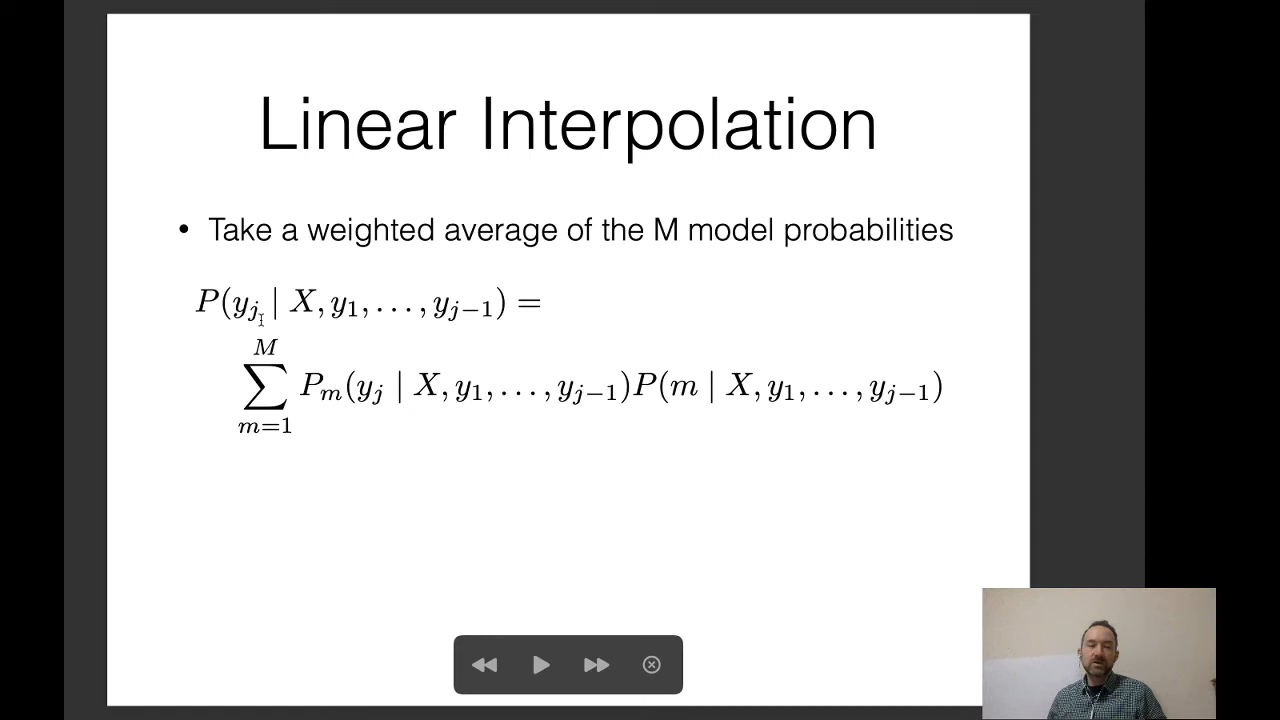 Linear Interpolation
• Take a weighted average of the M model probabilities
P(y_j | X, y_1, ..., y_{j-1}) =
\sum_{m=1}^{M} P_m(y_j | X, y_1, ..., y_{j-1})P(m | X, y_1, ..., y_{j-1})